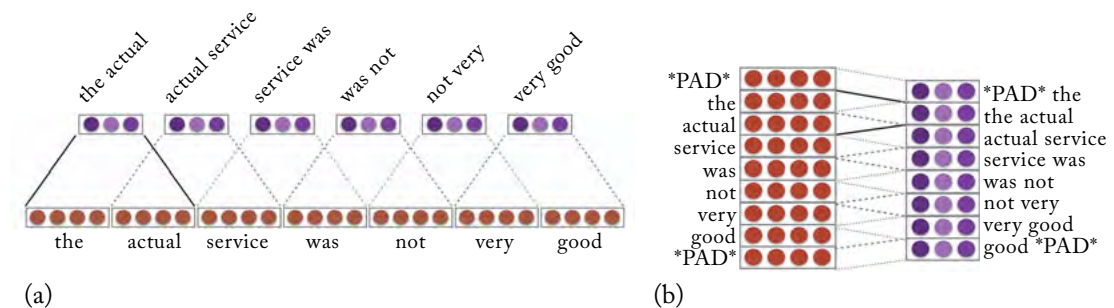 the actual
actual service
service was
was not
not very
very good
the actual service was not very good
(a)
*PAD*
the
actual
service
was
not
very
good
*PAD*
*PAD* the
the actual
actual service
service was
was not
not very
very good
good *PAD*
(b)